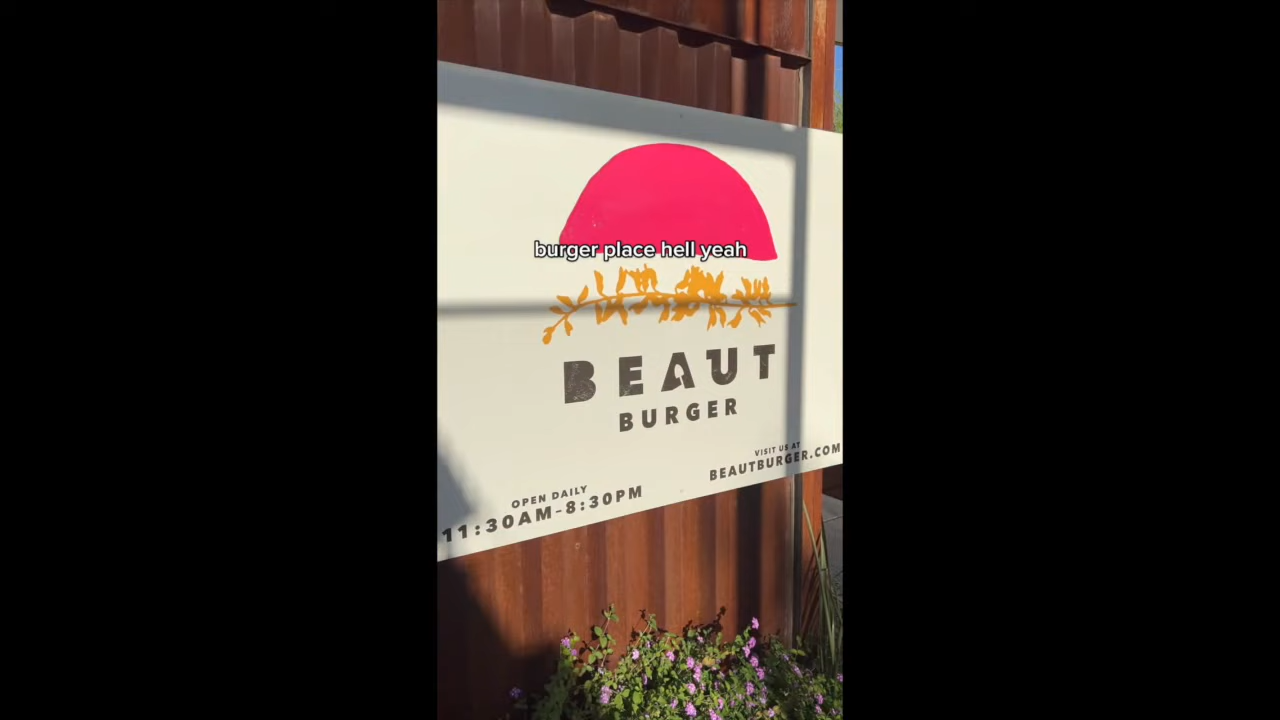 burger place hell yeah
BEAUT
BURGER
VISIT US AT
BEAUTBURGER.COM
OPEN DAILY
11:30AM-8:30PM